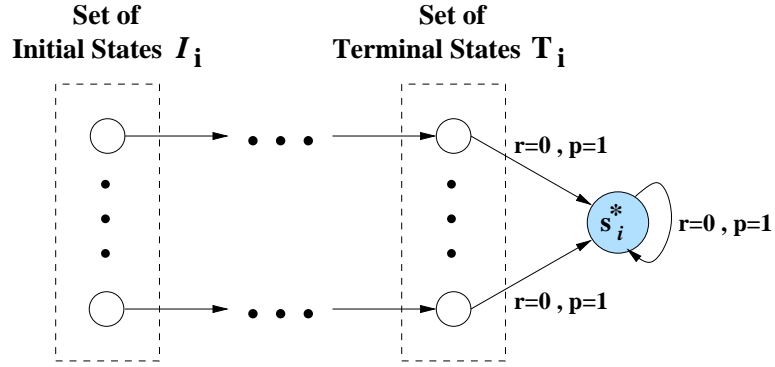 Set of
Initial States I i
Set of
Terminal States T i
r=0 , p=1
s*i
r=0 , p=1
r=0 , p=1